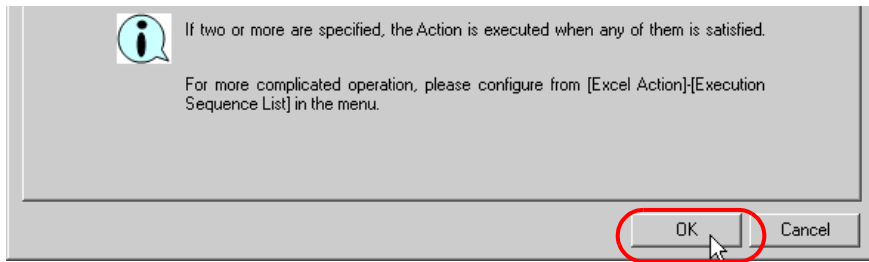 If two or more are specified, the Action is executed when any of them is satisfied.
For more complicated operation, please configure from [Excel Action]-[Execution
Sequence List] in the menu.
OK
Cancel